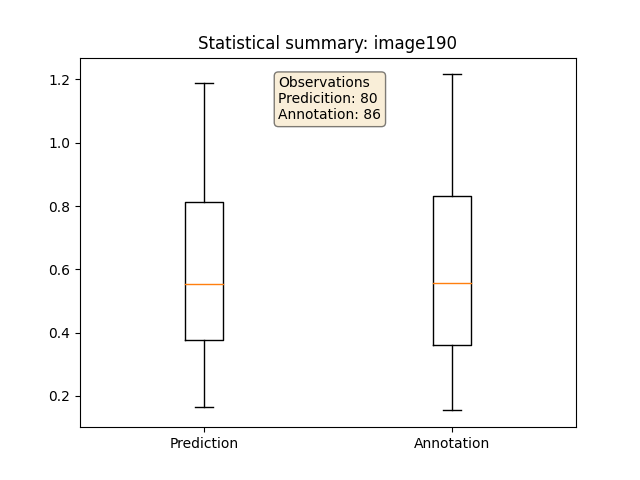 Statistical summary: image190
Observations
Predicition: 80
Annotation: 86
1.2
1.0
0.8
0.6
0.4
0.2
Prediction
Annotation